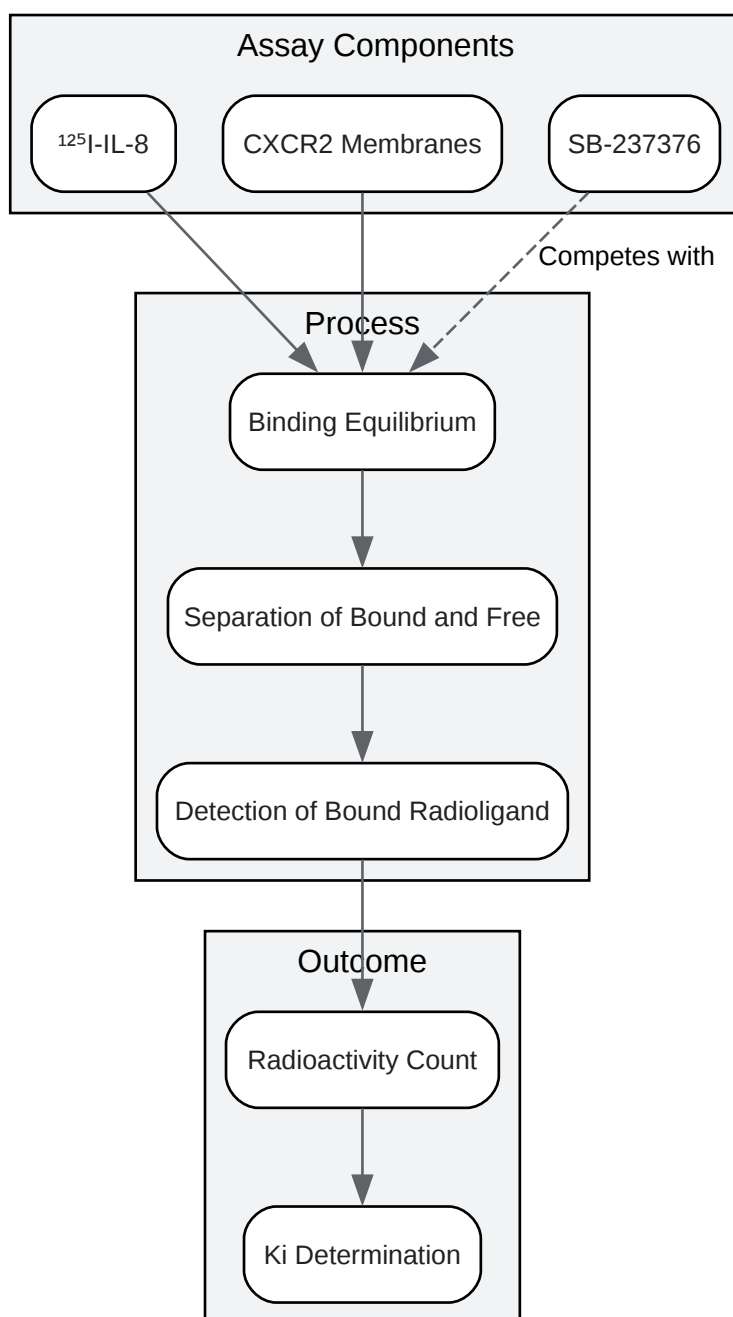 Assay Components
¹²⁵I-IL-8
CXCR2 Membranes
SB-237376
Competes with
Process
Binding Equilibrium
Separation of Bound and Free
Detection of Bound Radioligand
Outcome
Radioactivity Count
Ki Determination